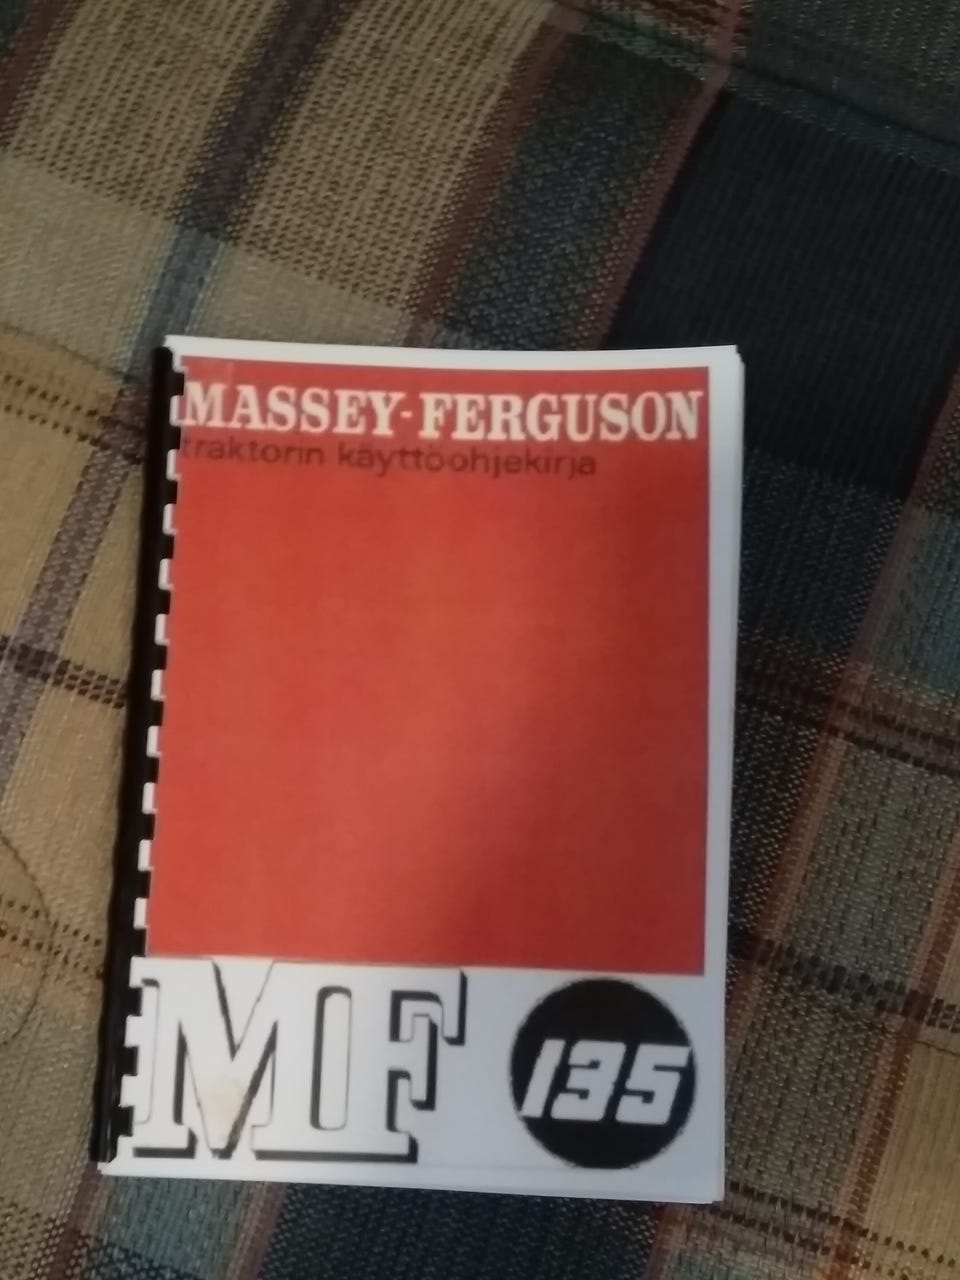 MASSEY-FERGUSON
traktorin käyttöohjekirja
MF 135